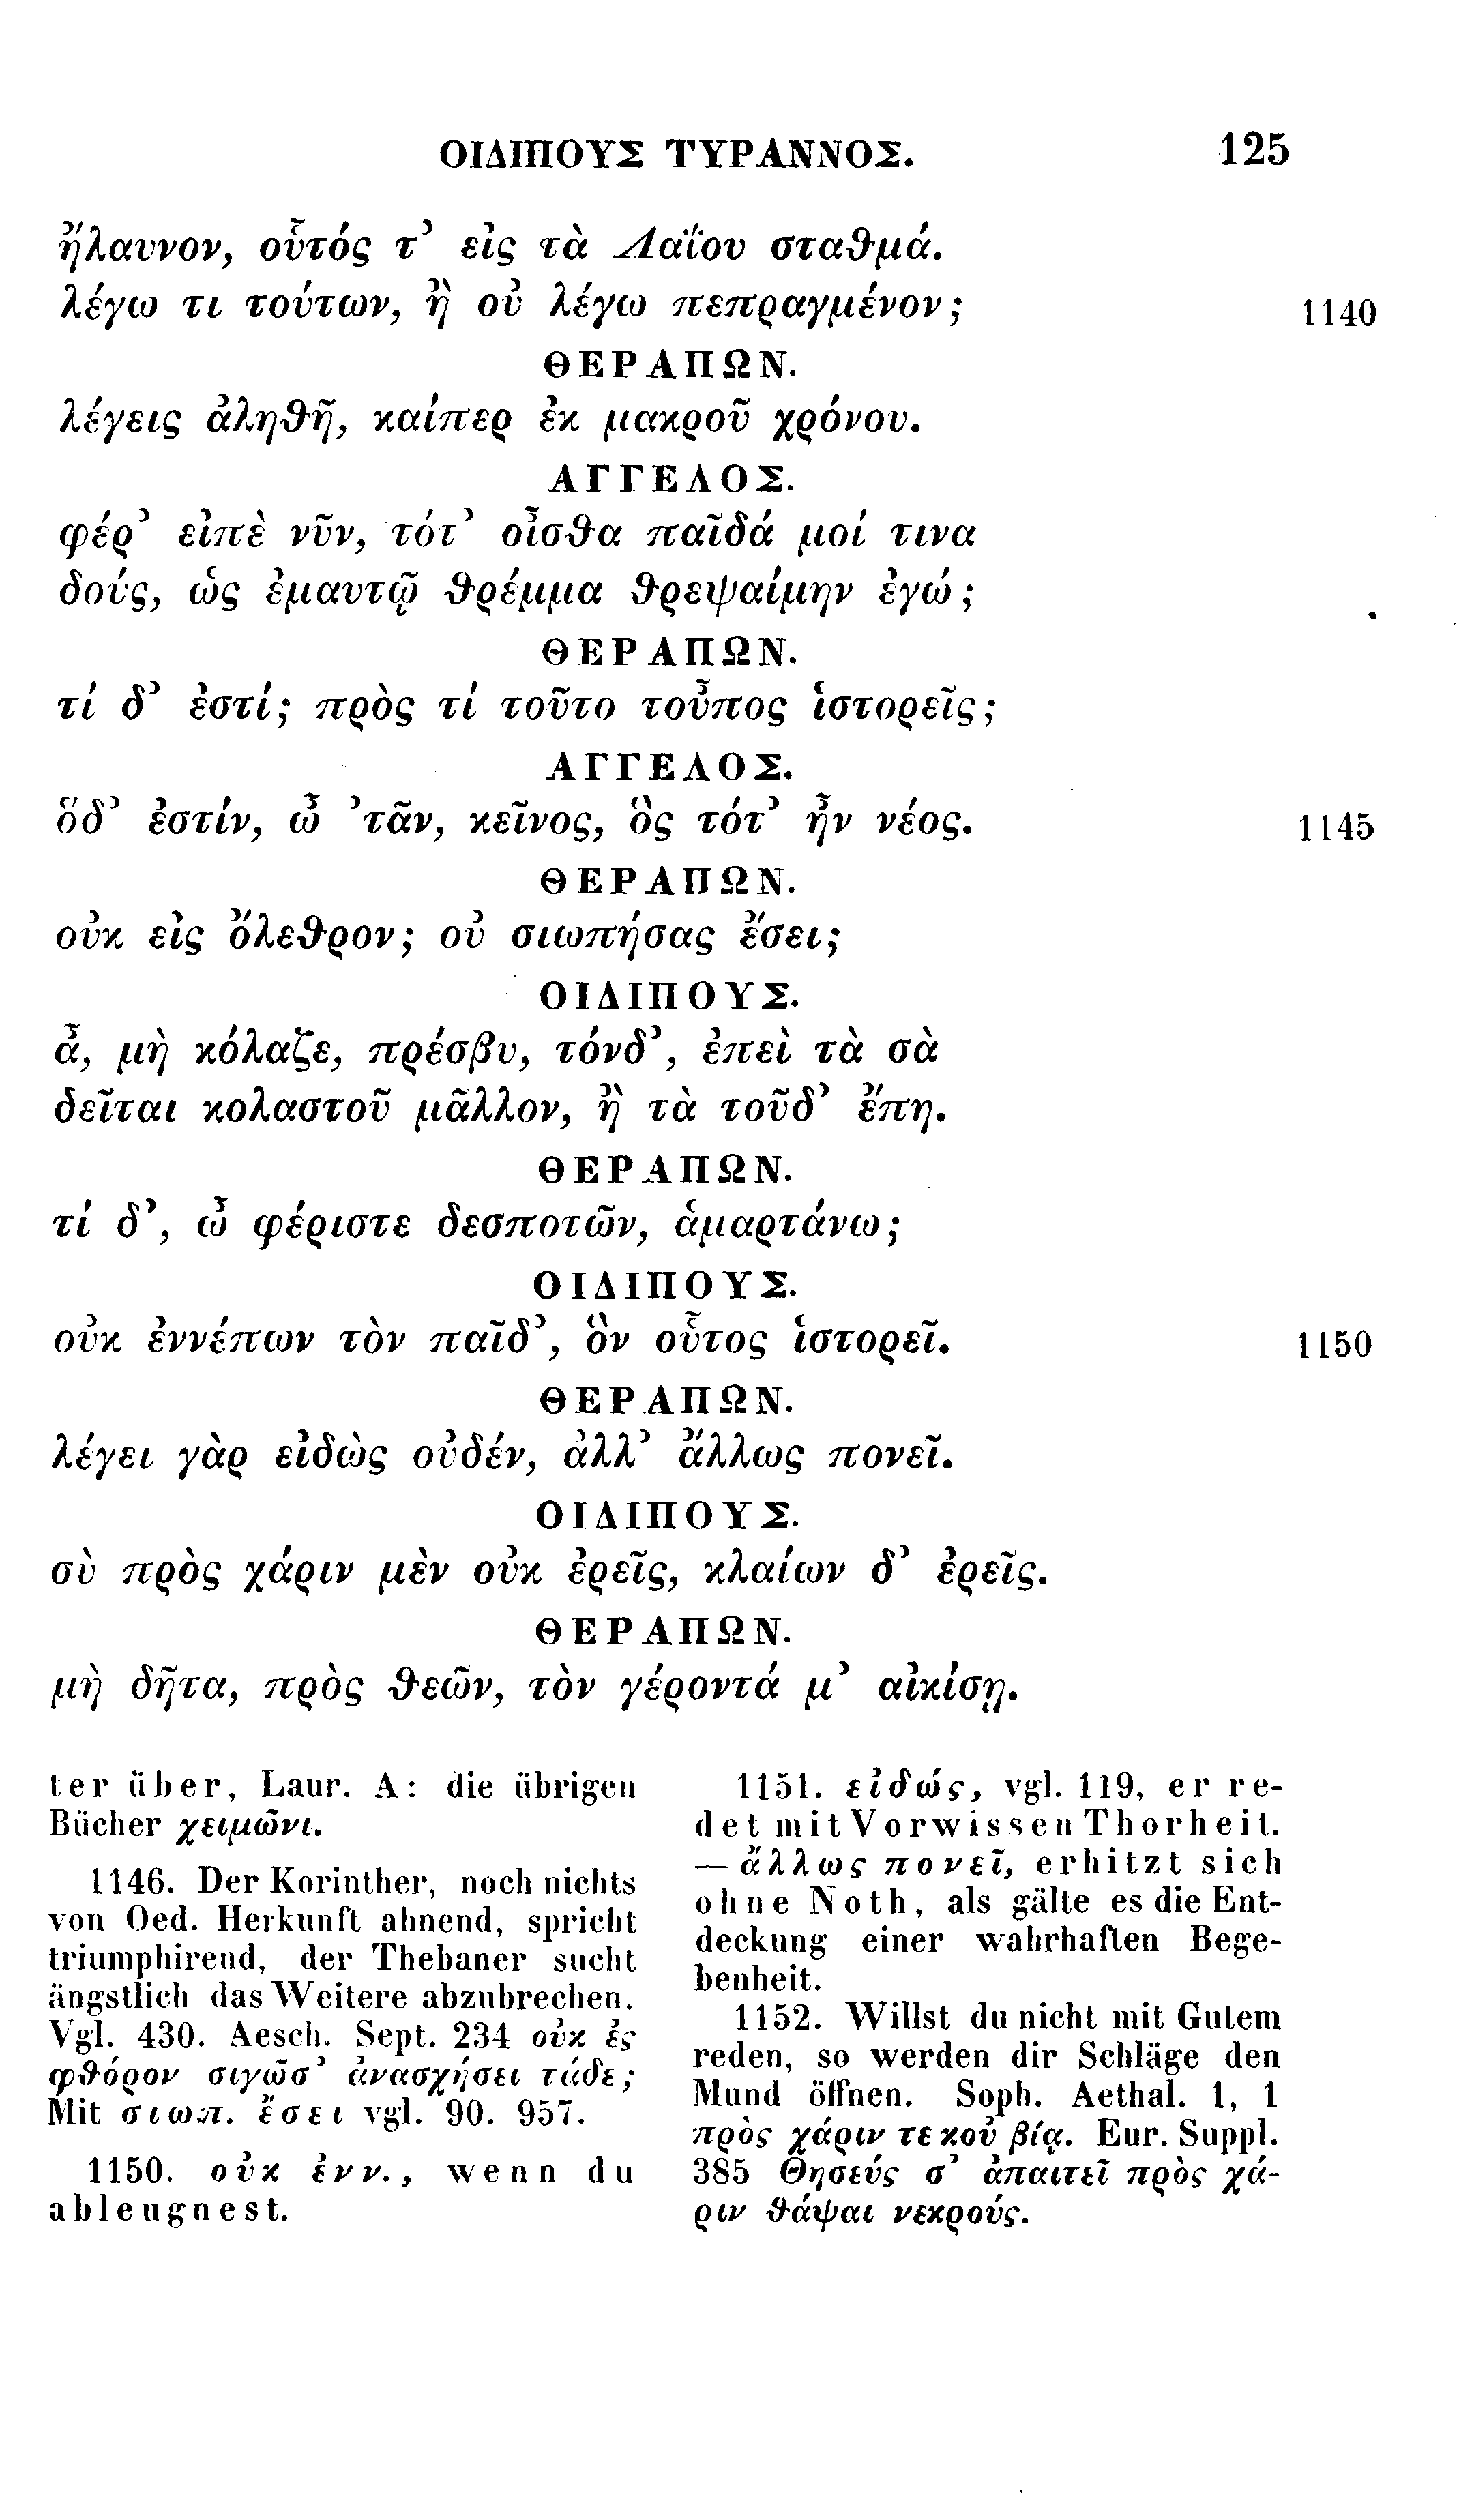 ΟΙΔΙΠΟΥΣ ΤΥΡΑΝΝΟΣ. 125
ἤλαυνον, οὗτός τ’ εἰς τὰ Λαΐου σταθμά.
λέγω τι τούτων, ἢ οὐ λέγω πεπραγμένον; 1140
ΘΕΡΑΠΩΝ.
λέγεις ἀληθῆ, καίπερ ἐκ μακροῦ χρόνου.
ΑΓΓΕΛΟΣ.
φέρ’ εἰπὲ νῦν, τότ’ οἶσθα παῖδά μοί τινα
δούς, ὡς ἐμαυτῷ θρέμμα θρεψαίμην ἐγώ;
ΘΕΡΑΠΩΝ.
τί δ’ ἐστί; πρὸς τί τοῦτο τοὖπος ἱστορεῖς;
ΑΓΓΕΛΟΣ.
ὅδ’ ἐστίν, ὦ ’τᾶν, κεῖνος, ὃς τότ’ ἦν νέος. 1145
ΘΕΡΑΠΩΝ.
οὐκ εἰς ὄλεθρον; οὐ σιωπήσας ἔσει;
ΟΙΔΙΠΟΥΣ.
ἆ, μὴ κόλαζε, πρέσβυ, τόνδ’, ἐπεὶ τὰ σὰ
δεῖται κολαστοῦ μᾶλλον, ἢ τὰ τοῦδ’ ἔπη.
ΘΕΡΑΠΩΝ.
τί δ’, ὦ φέριστε δεσποτῶν, ἁμαρτάνω;
ΟΙΔΙΠΟΥΣ.
οὐκ ἐννέπων τὸν παῖδ’, ὃν οὗτος ἱστορεῖ. 1150
ΘΕΡΑΠΩΝ.
λέγει γὰρ εἰδὼς οὐδέν, ἀλλ’ ἄλλως πονεῖ.
ΟΙΔΙΠΟΥΣ.
σὺ πρὸς χάριν μὲν οὐκ ἐρεῖς, κλαίων δ’ ἐρεῖς.
ΘΕΡΑΠΩΝ.
μὴ δῆτα, πρὸς θεῶν, τὸν γέροντά μ’ αἰκίσῃ.
ter über, Laur. A: die übrigen
Bücher χειμῶνι.
1146. Der Korinther, noch nichts
von Oed. Herkunft ahnend, spricht
triumphirend, der Thebaner sucht
ängstlich das Weitere abzubrechen.
Vgl. 430. Aesch. Sept. 234 οὐκ ἐς
φθόρον σιγῶσ’ ἀνασχήσει τάδε;
Mit σιωπ. ἔσει vgl. 90. 957.
1150. οὐκ ἐνν., wenn du
ableugnest.
1151. εἰδώς, vgl. 119, er re-
det mit Vorwissen Thorheit.
— ἄλλως πονεῖ, erhitzt sich
ohne Noth, als gälte es die Ent-
deckung einer wahrhaften Bege-
benheit.
1152. Willst du nicht mit Gutem
reden, so werden dir Schläge den
Mund öffnen. Soph. Aethal. 1, 1
πρὸς χάριν τε κοὐ βίᾳ. Eur. Suppl.
385 Θησεύς σ’ ἀπαιτεῖ πρὸς χά-
ριν θάψαι νεκρούς.